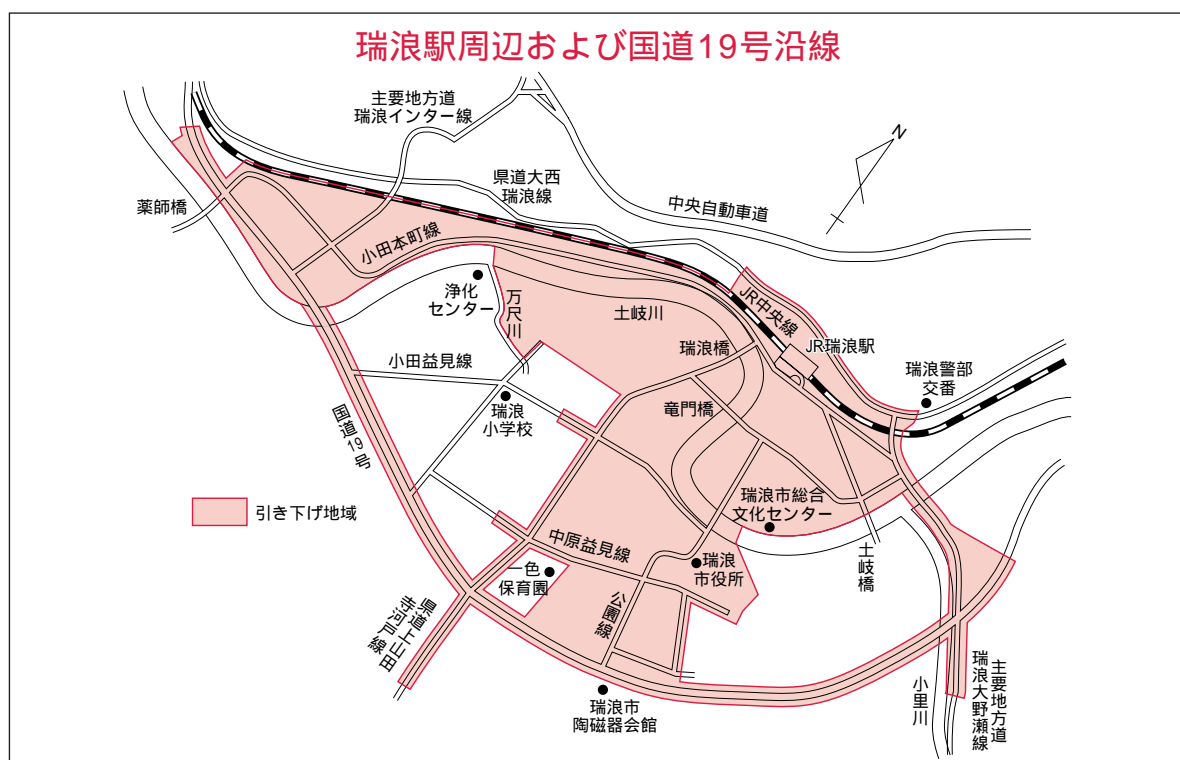 瑞浪駅周辺および国道19号沿線
主要地方道
瑞浪インター線
N
県道大西
瑞浪線
中央自動車道
薬師橋
小田本町線
浄化
センター
万尺川
土岐川
JR中央線
瑞浪橋
JR瑞浪駅
小田益見線
瑞浪警部
交番
瑞浪
小学校
竜門橋
国道19号
引き下げ地域
瑞浪市総合
文化センター
中原益見線
土岐橋
一色
保育園
瑞浪
市役所
公園線
県道上山田
寺河戸線
瑞浪市
陶磁器会館
小里川
主要地方道
瑞浪大野瀬線